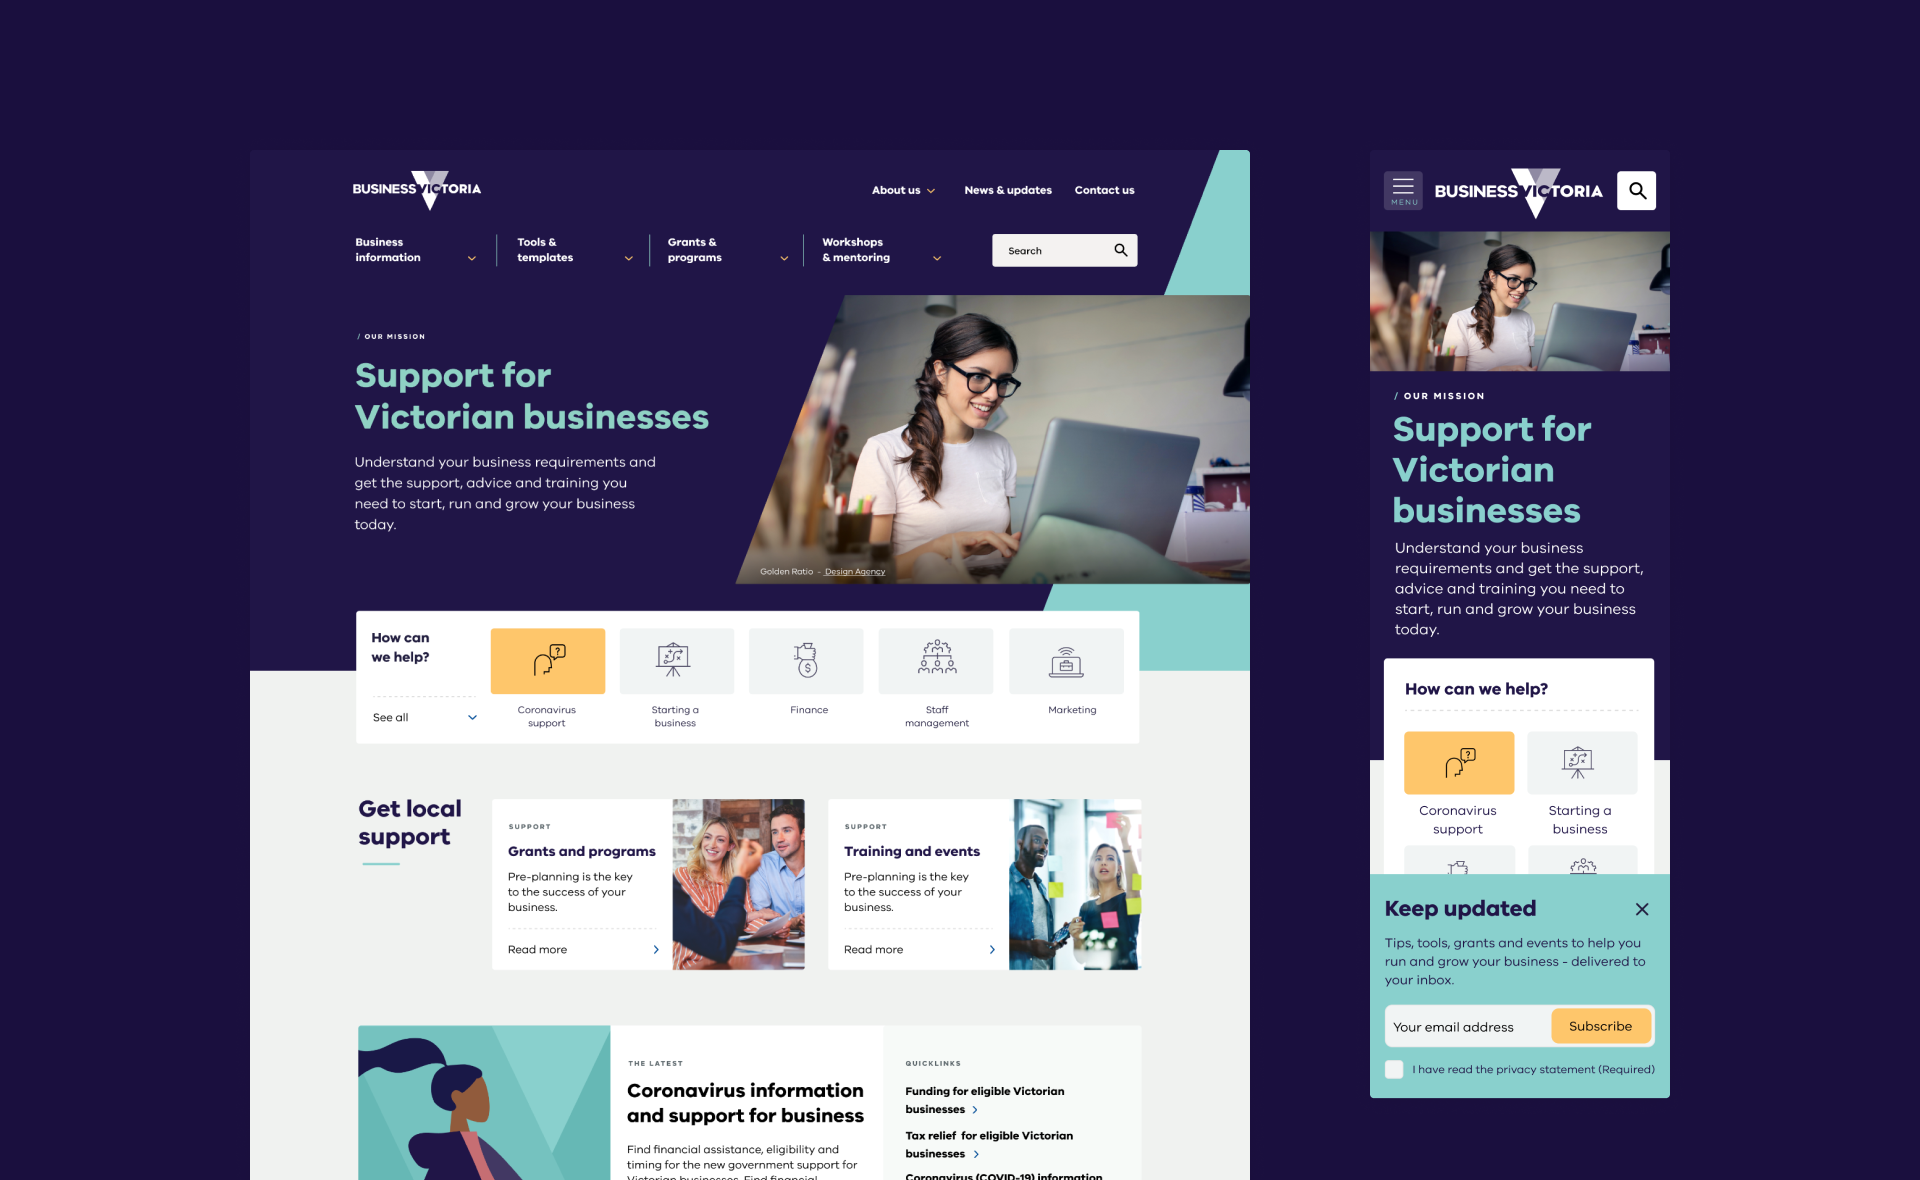 BUSINESS VICTORIA
About us
News & updates
Contact us
Business
information
Tools &
templates
Grants &
programs
Workshops
& mentoring
Search
/ OUR MISSION
Support for
Victorian businesses
Understand your business requirements and
get the support, advice and training you
need to start, run and grow your business
today.
Golden Ratio - Design Agency
How can
we help?
See all
Coronavirus
support
Starting a
business
Finance
Staff
management
Marketing
Get local
support
SUPPORT
Grants and programs
Pre-planning is the key
to the success of your
business.
Read more
SUPPORT
Training and events
Pre-planning is the key
to the success of your
business.
Read more
THE LATEST
Coronavirus information
and support for business
Find financial assistance, eligibility and
timing for the new government support for
Victorian businesses. Find financial
QUICKLINKS
Funding for eligible Victorian
businesses
Tax relief for eligible Victorian
businesses
Coronavirus (COVID-19) information
MENU
BUSINESS VICTORIA
/ OUR MISSION
Support for
Victorian
businesses
Understand your business
requirements and get the support,
advice and training you need to
start, run and grow your business
today.
How can we help?
Coronavirus
support
Starting a
business
Keep updated
Tips, tools, grants and events to help you
run and grow your business - delivered to
your inbox.
Your email address
Subscribe
I have read the privacy statement (Required)